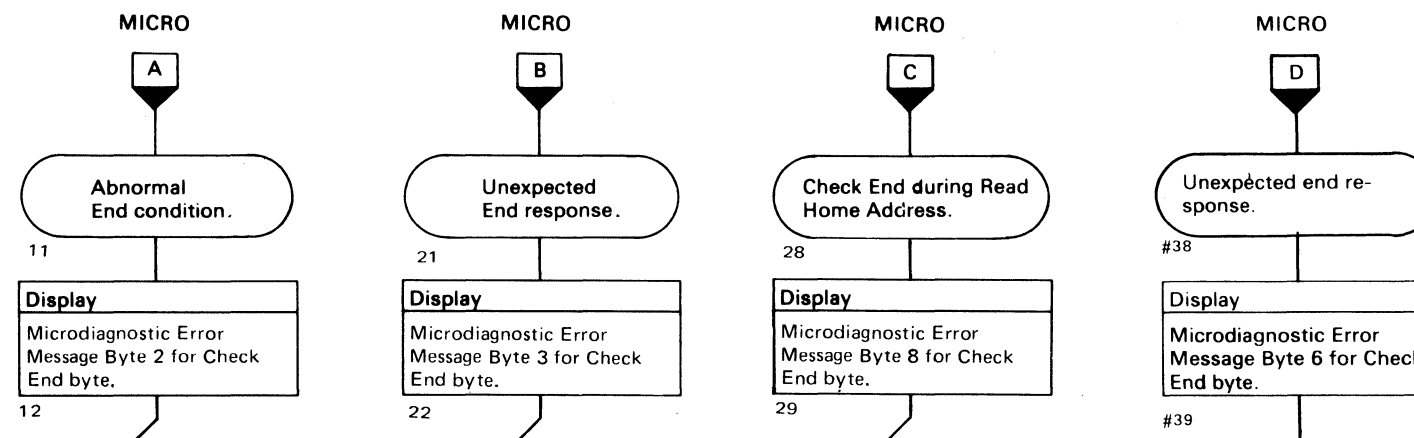 MICRO
A
Abnormal
End condition.
11
Display
Microdiagnostic Error
Message Byte 2 for Check
End byte.
12
MICRO
B
Unexpected
End response.
21
Display
Microdiagnostic Error
Message Byte 3 for Check
End byte.
22
MICRO
C
Check End during Read
Home Address.
28
Display
Microdiagnostic Error
Message Byte 8 for Check
End byte.
29
MICRO
D
Unexpected end re-
sponse.
#38
Display
Microdiagnostic Error
Message Byte 6 for Chec
End byte.
#39